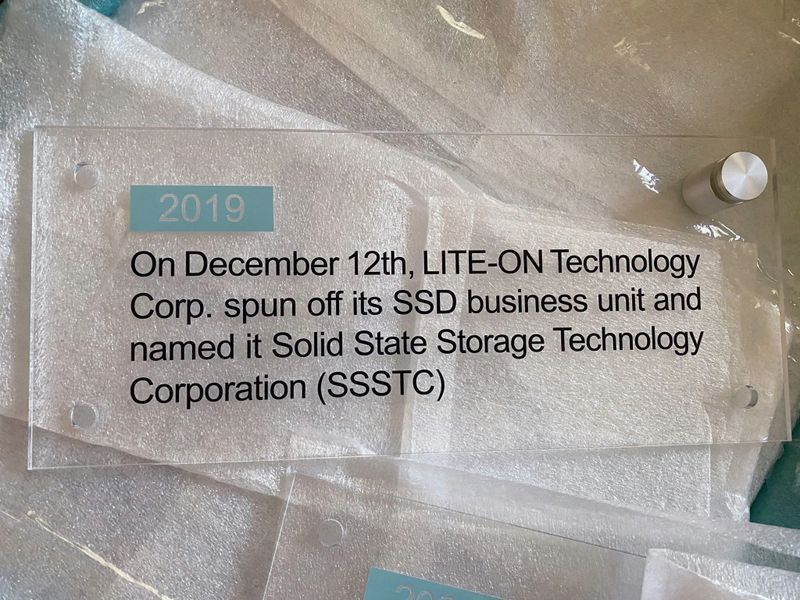 2019
On December 12th, LITE-ON Technology
Corp. spun off its SSD business unit and
named it Solid State Storage Technology
Corporation (SSSTC)